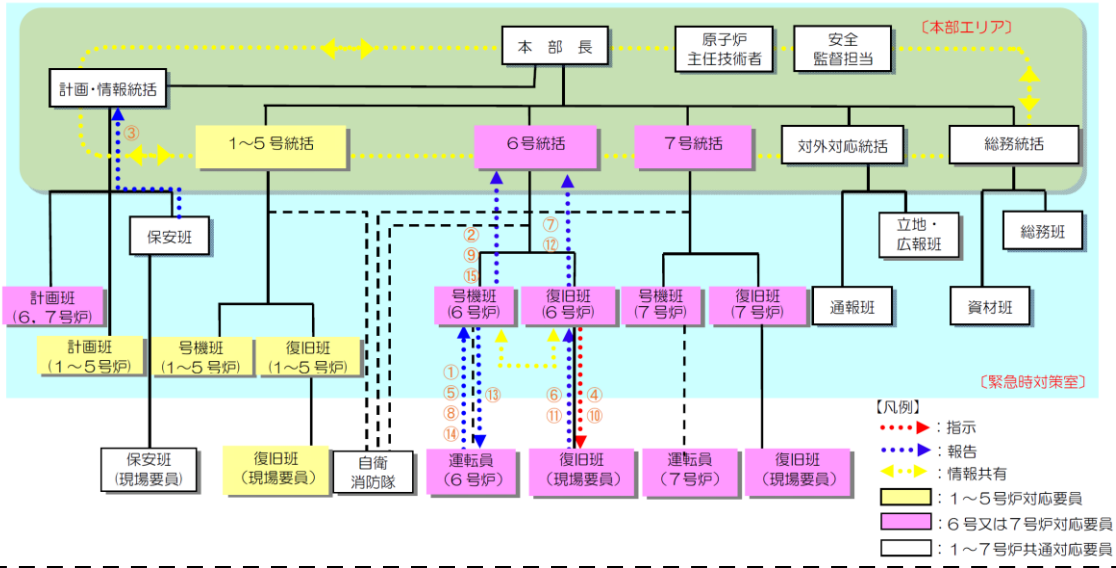 〔本部エリア〕
本　部　長
原子炉
主任技術者
安全
監督担当
計画・情報統括
③
1～5号統括
6号統括
7号統括
対外対応統括
総務統括
保安班
立地・
広報班
総務班
②
⑨
⑮
⑦
⑫
計画班
(6．7号炉)
号機班
(6号炉)
復旧班
(6号炉)
号機班
(7号炉)
復旧班
(7号炉)
通報班
資材班
計画班
(1～5号炉)
号機班
(1～5号炉)
復旧班
(1～5号炉)
①
⑤
⑧
⑭
⑬
⑥
⑪
④
⑩
〔緊急時対策室〕
保安班
(現場要員)
復旧班
(現場要員)
自衛
消防隊
運転員
(6号炉)
復旧班
(現場要員)
運転員
(7号炉)
復旧班
(現場要員)
【凡例】
：指示
：報告
：情報共有
：1～5号炉対応要員
：6号又は7号炉対応要員
：1～7号炉共通対応要員